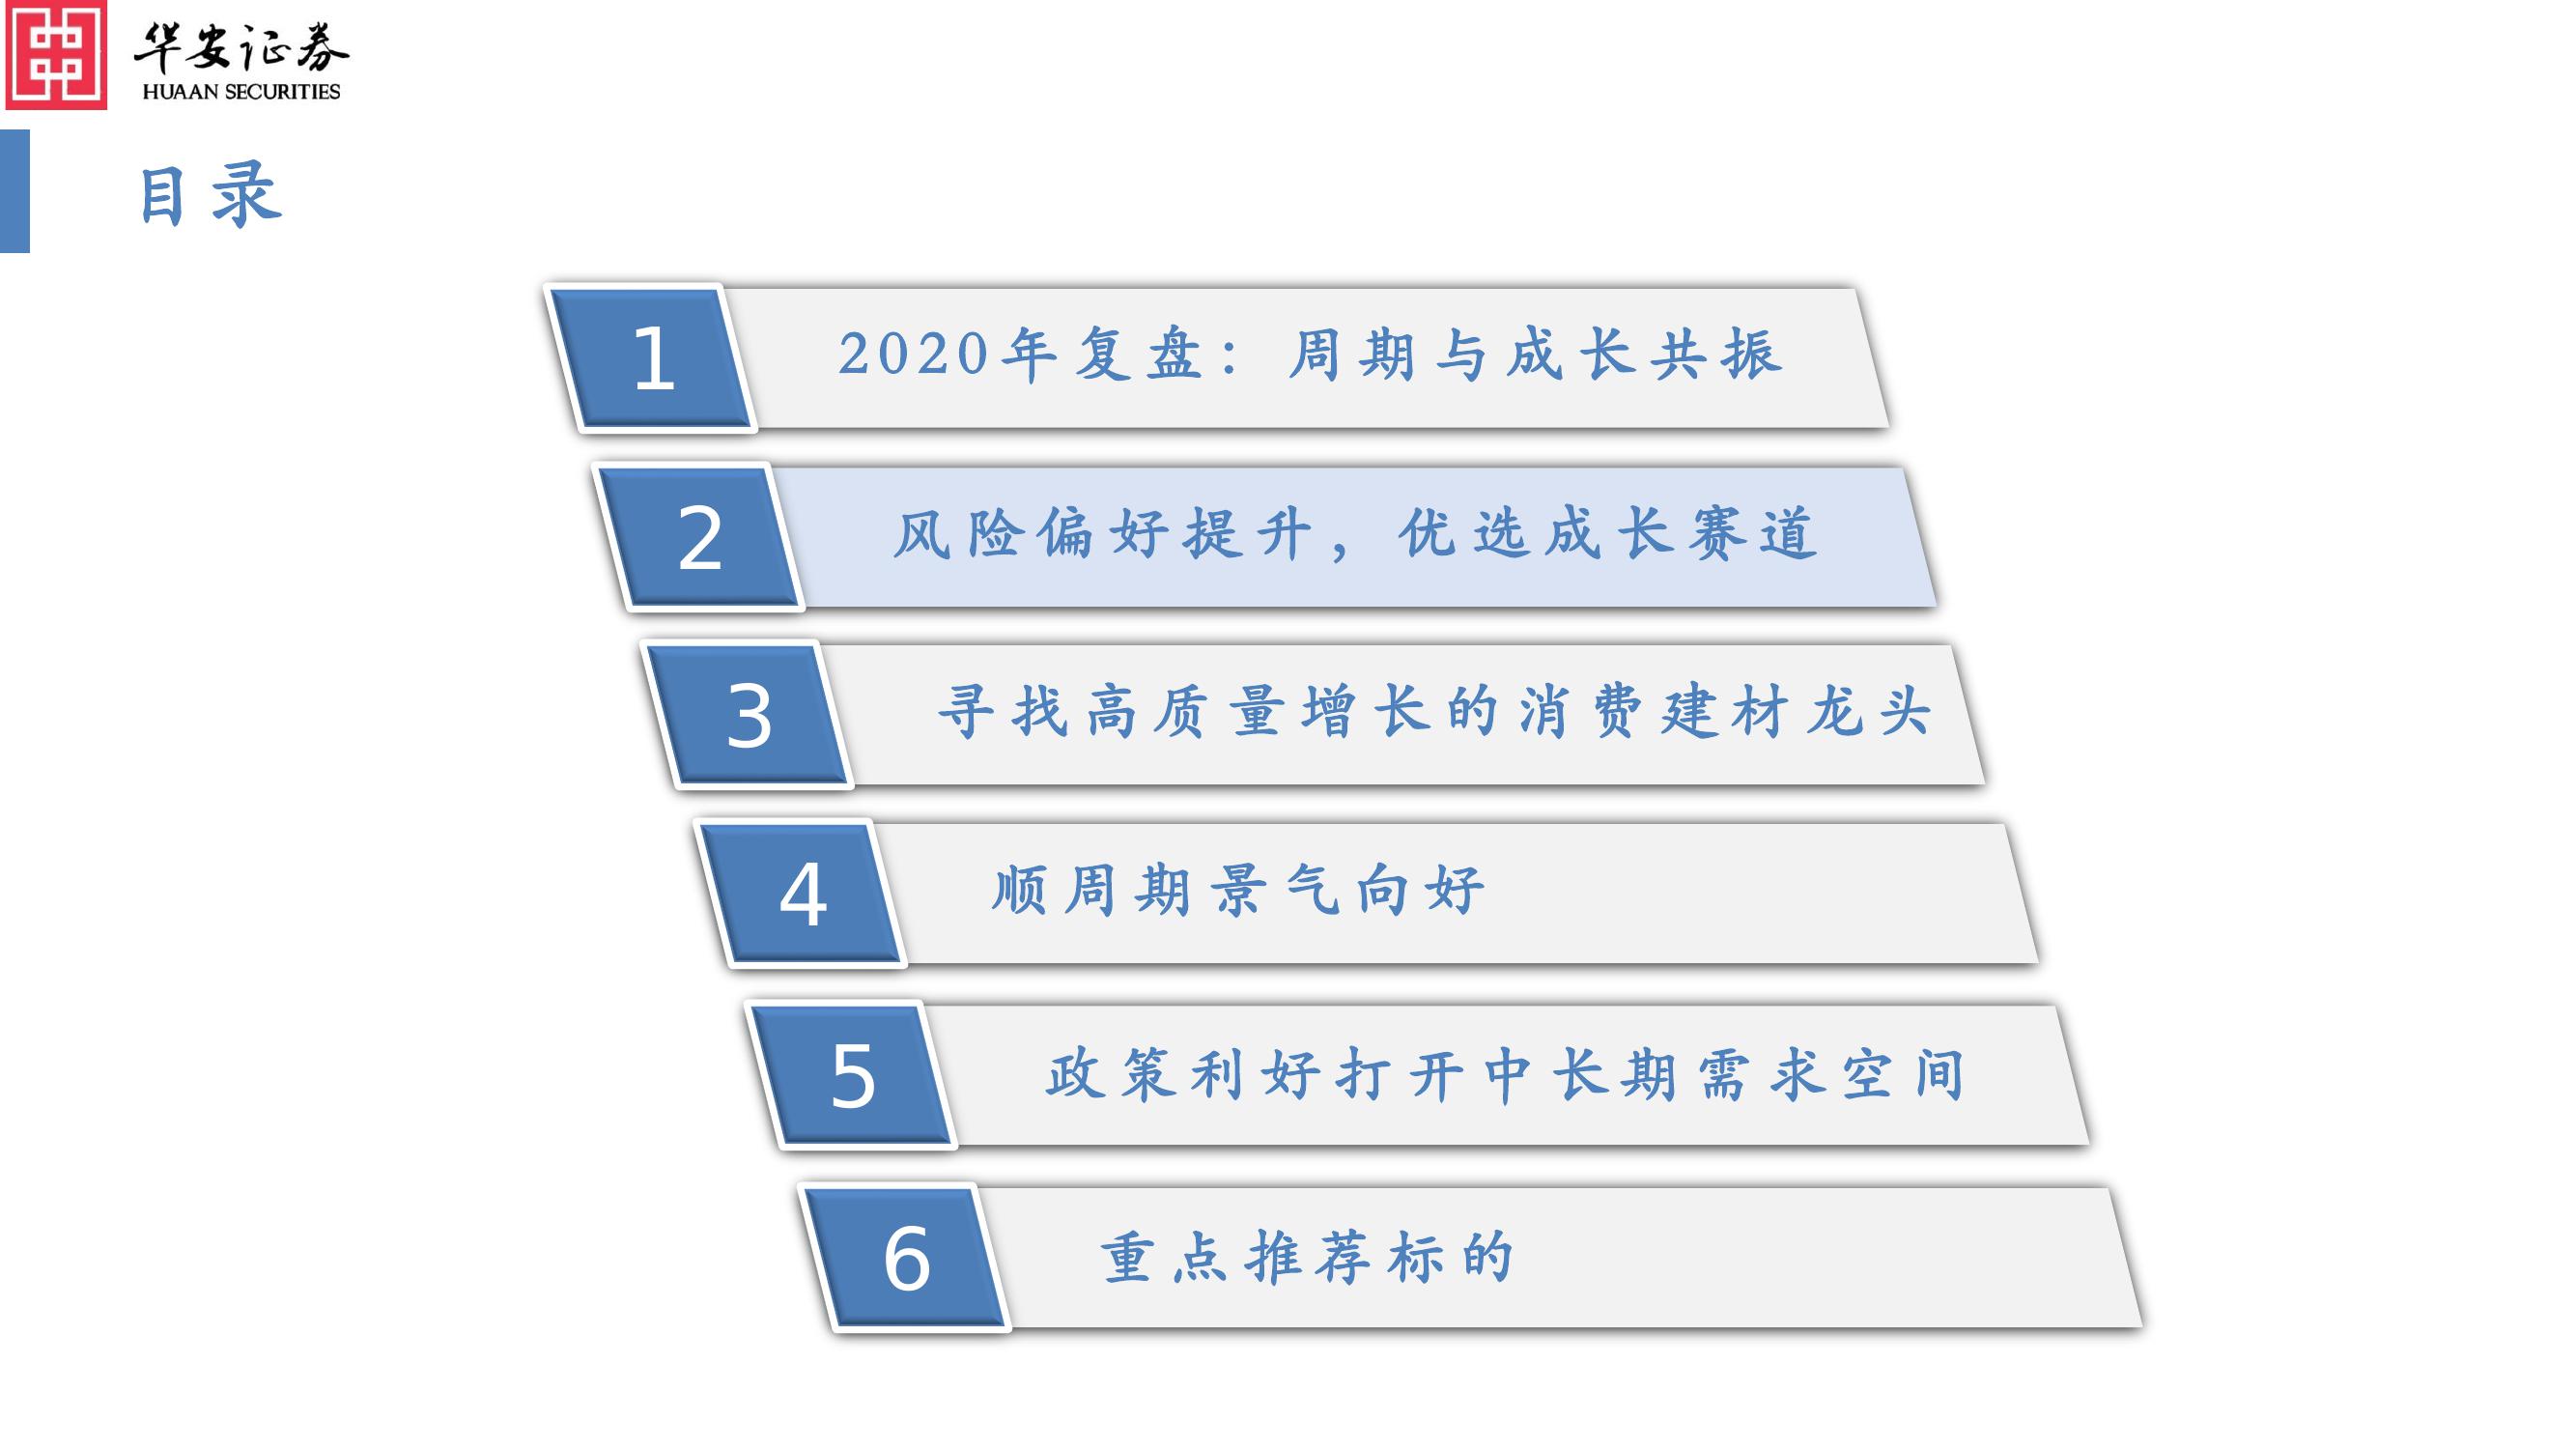 华安证券
HUAAN SECURITIES
目录
1 2020年复盘：周期与成长共振
2 风险偏好提升，优选成长赛道
3 寻找高质量增长的消费建材龙头
4 顺周期景气向好
5 政策利好打开中长期需求空间
6 重点推荐标的